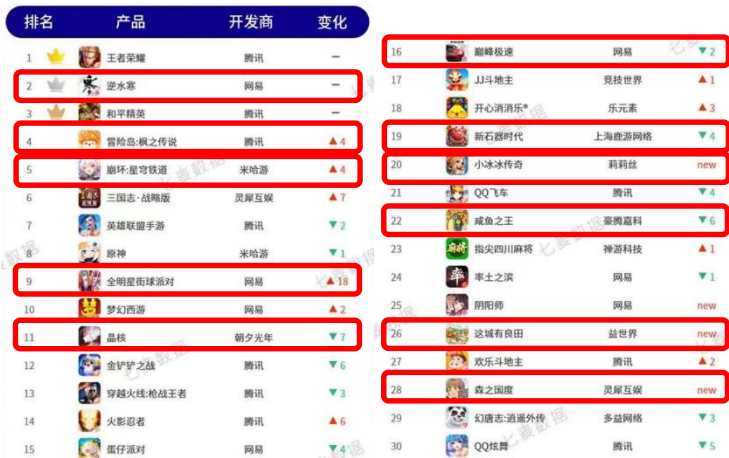 排名 产品 开发商 变化
1 王者荣耀 腾讯 —
2 逆水寒 网易 —
3 和平精英 腾讯 —
4 冒险岛:枫之传说 腾讯 ▲4
5 崩坏:星穹铁道 米哈游 ▲4
6 三国志·战略版 灵犀互娱 ▲7
7 英雄联盟手游 腾讯 ▼2
8 原神 米哈游 ▼1
9 全明星街球派对 网易 ▲18
10 梦幻西游 网易 ▲2
11 晶核 朝夕光年 ▼7
12 金铲铲之战 腾讯 ▼6
13 穿越火线:枪战王者 腾讯 ▼3
14 火影忍者 腾讯 ▲6
15 蛋仔派对 网易 ▼4
16 巅峰极速 网易 ▼2
17 JJ斗地主 竞技世界 ▲1
18 开心消消乐® 乐元素 ▲3
19 新石器时代 上海鹿游网络 ▼4
20 小冰冰传奇 莉莉丝 new
21 QQ飞车 腾讯 ▼4
22 咸鱼之王 豪腾嘉科 ▼6
23 指尖四川麻将 禅游科技 ▲1
24 率土之滨 网易 ▼1
25 阴阳师 网易 new
26 这城有良田 益世界 new
27 欢乐斗地主 腾讯 ▲2
28 森之国度 灵犀互娱 new
29 幻唐志:逍遥外传 多益网络 ▼3
30 QQ炫舞 腾讯 ▼5
七麦数据